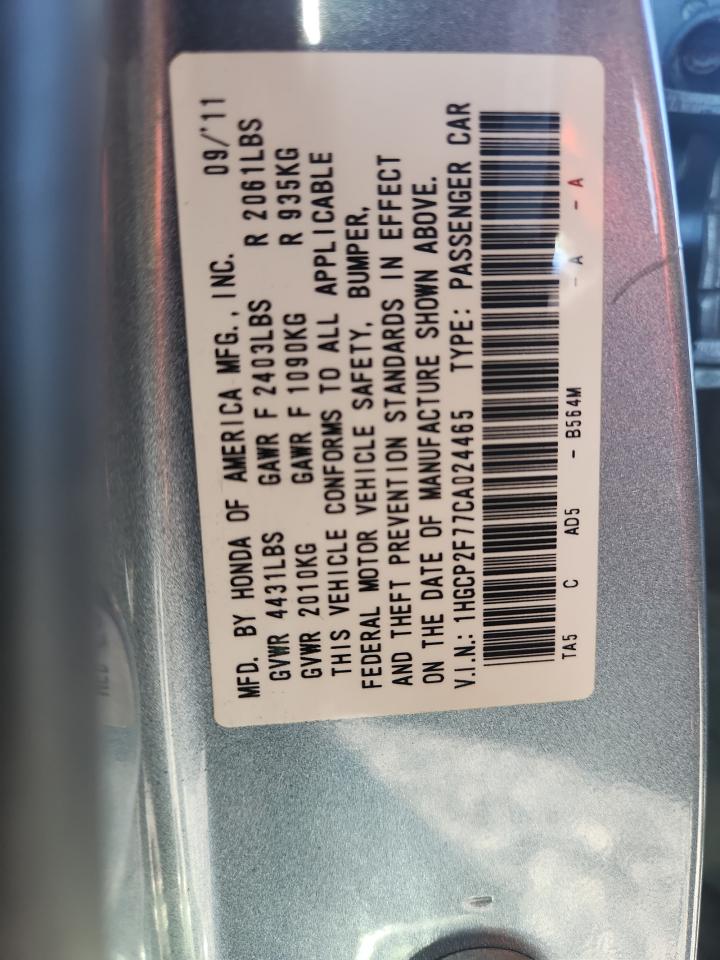 MFD. BY HONDA OF AMERICA MFG., INC. 09/'11
GVWR 4431LBS GAWR F 2403LBS R 2061LBS
GVWR 2010KG GAWR F 1090KG R 935KG
THIS VEHICLE CONFORMS TO ALL APPLICABLE
FEDERAL MOTOR VEHICLE SAFETY, BUMPER,
AND THEFT PREVENTION STANDARDS IN EFFECT
ON THE DATE OF MANUFACTURE SHOWN ABOVE.
V.I.N.: 1HGCP2F77CA024465 TYPE: PASSENGER CAR
TA5 C AD5 - B564M - A - A